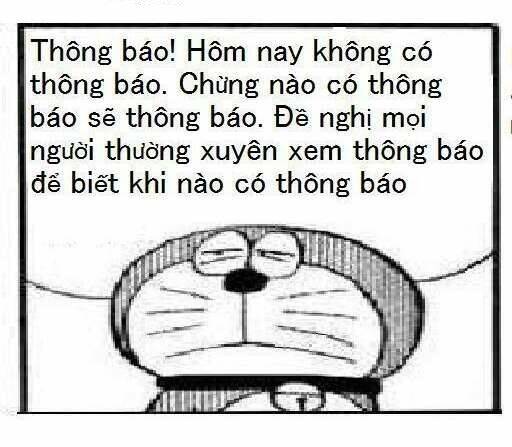 Thông báo! Hôm nay không có
thông báo. Chừng nào có thông
báo sẽ thông báo. Đề nghị mọi
người thường xuyên xem thông báo
để biết khi nào có thông báo